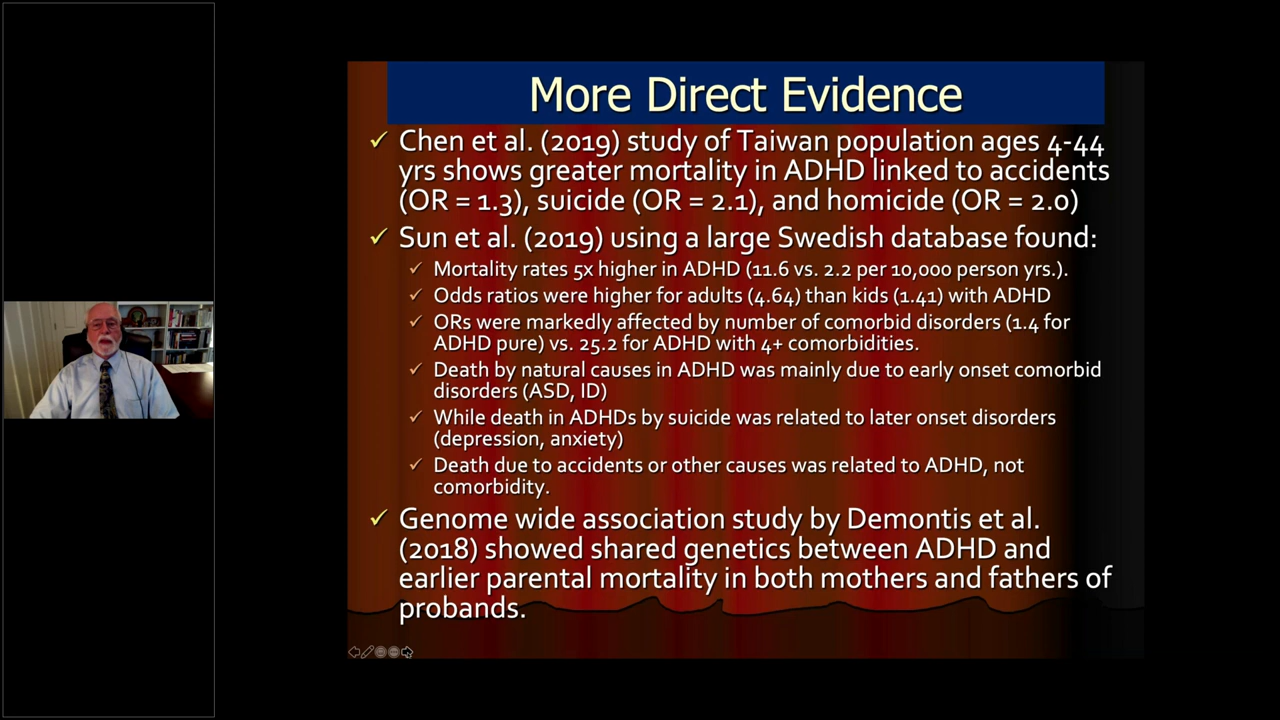 More Direct Evidence
✓ Chen et al. (2019) study of Taiwan population ages 4-44
yrs shows greater mortality in ADHD linked to accidents
(OR = 1.3), suicide (OR = 2.1), and homicide (OR = 2.0)
✓ Sun et al. (2019) using a large Swedish database found:
✓ Mortality rates 5x higher in ADHD (11.6 vs. 2.2 per 10,000 person yrs.).
✓ Odds ratios were higher for adults (4.64) than kids (1.41) with ADHD
✓ ORs were markedly affected by number of comorbid disorders (1.4 for
ADHD pure) vs. 25.2 for ADHD with 4+ comorbidities.
✓ Death by natural causes in ADHD was mainly due to early onset comorbid
disorders (ASD, ID)
✓ While death in ADHDs by suicide was related to later onset disorders
(depression, anxiety)
✓ Death due to accidents or other causes was related to ADHD, not
comorbidity.
✓ Genome wide association study by Demontis et al.
(2018) showed shared genetics between ADHD and
earlier parental mortality in both mothers and fathers of
probands.